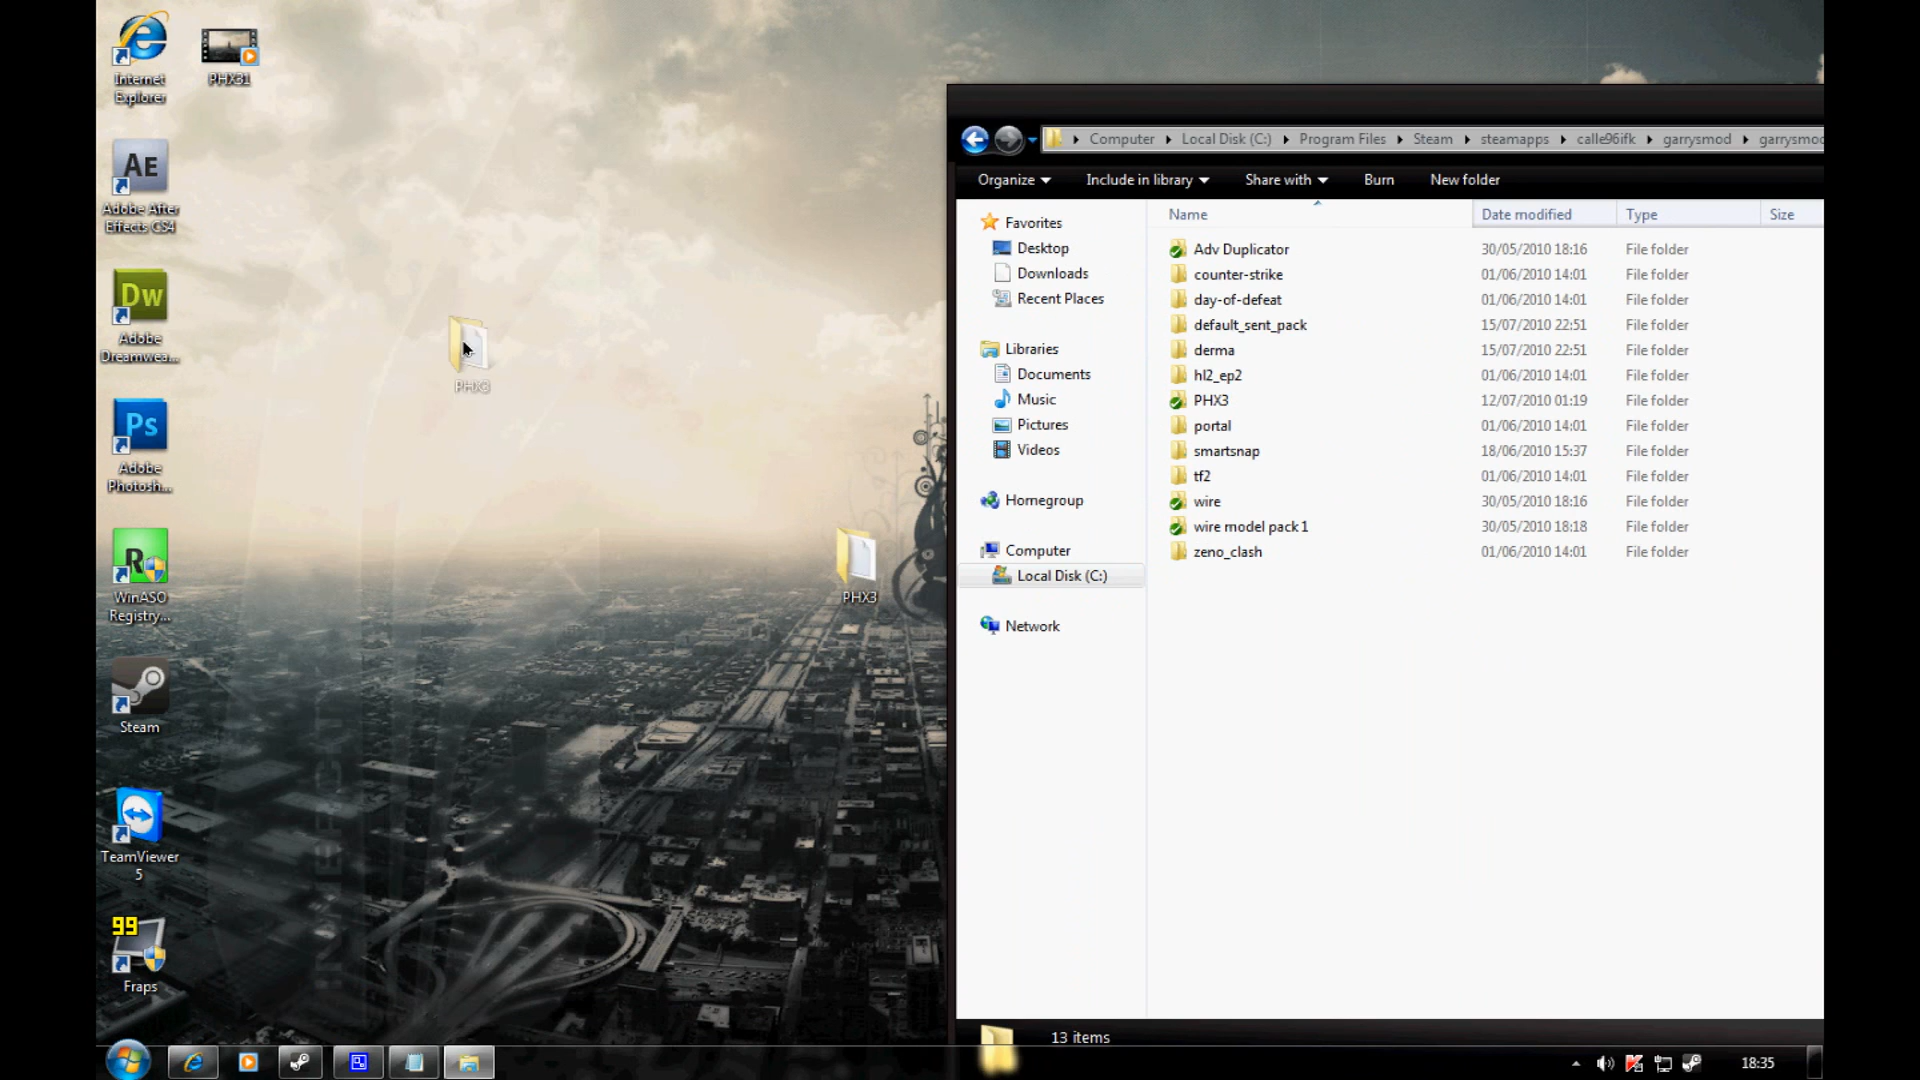 Internet
Explorer
PHX31
AE
Adobe After
Effects CS4
Dw
Adobe
Dreamwea...
Ps
Adobe
Photosh...
R
WinASO
Registry...
Steam
TeamViewer
5
99
Fraps
PHX3
PHX3
Computer Local Disk (C:) Program Files Steam steamapps calle96ifk garrysmod garrysmod
Organize Include in library Share with Burn New folder
Name Date modified Type Size
Favorites
Desktop
Downloads
Recent Places
Libraries
Documents
Music
Pictures
Videos
Homegroup
Computer
Local Disk (C:)
Network
Adv Duplicator 30/05/2010 18:16 File folder
counter-strike 01/06/2010 14:01 File folder
day-of-defeat 01/06/2010 14:01 File folder
default_sent_pack 15/07/2010 22:51 File folder
derma 15/07/2010 22:51 File folder
hl2_ep2 01/06/2010 14:01 File folder
PHX3 12/07/2010 01:19 File folder
portal 01/06/2010 14:01 File folder
smartsnap 18/06/2010 15:37 File folder
tf2 01/06/2010 14:01 File folder
wire 30/05/2010 18:16 File folder
wire model pack 1 30/05/2010 18:18 File folder
zeno_clash 01/06/2010 14:01 File folder
13 items
18:35